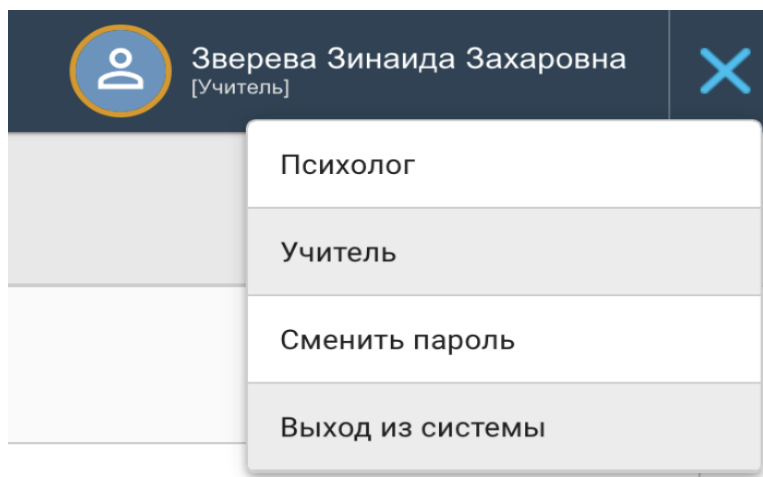 Зверева Зинаида Захаровна
[Учитель]
Психолог
Учитель
Сменить пароль
Выход из системы